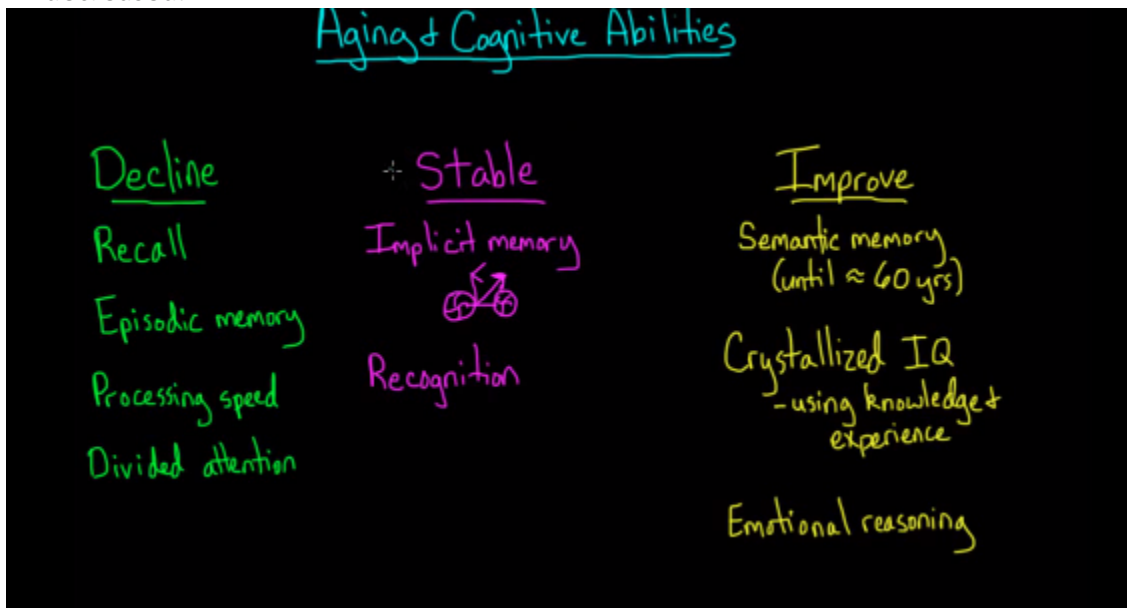 Aging & Cognitive Abilities
Decline
Recall
Episodic memory
Processing speed
Divided attention
Stable
Implicit memory
Recognition
Improve
Semantic memory
(until ≈ 60 yrs)
Crystallized IQ
- using knowledge &
experience
Emotional reasoning